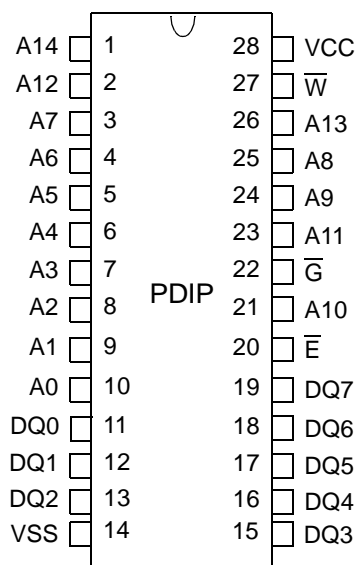 A14 1 28 VCC
A12 2 27 W̅
A7 3 26 A13
A6 4 25 A8
A5 5 24 A9
A4 6 23 A11
A3 7 22 G̅
PDIP
A2 8 21 A10
A1 9 20 E̅
A0 10 19 DQ7
DQ0 11 18 DQ6
DQ1 12 17 DQ5
DQ2 13 16 DQ4
VSS 14 15 DQ3